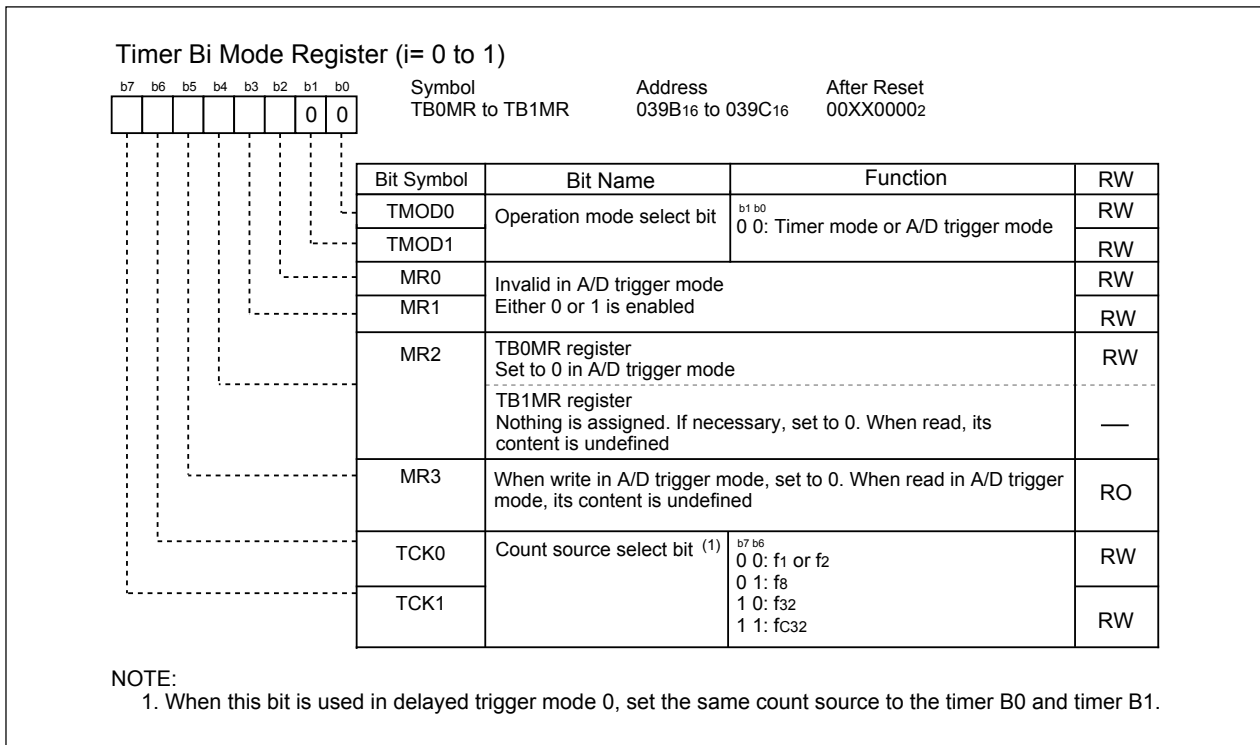 Timer Bi Mode Register (i= 0 to 1)
b7 b6 b5 b4 b3 b2 b1 b0
0 0
Symbol Address After Reset
TB0MR to TB1MR 039B16 to 039C16 00XX00002
Bit Symbol Bit Name Function RW
TMOD0 Operation mode select bit b1 b0 RW
0 0: Timer mode or A/D trigger mode
TMOD1 RW
MR0 Invalid in A/D trigger mode RW
MR1 Either 0 or 1 is enabled RW
MR2 TB0MR register RW
Set to 0 in A/D trigger mode
TB1MR register
Nothing is assigned. If necessary, set to 0. When read, its —
content is undefined
MR3 When write in A/D trigger mode, set to 0. When read in A/D trigger RO
mode, its content is undefined
TCK0 Count source select bit (1) b7 b6 RW
0 0: f1 or f2
0 1: f8
TCK1 1 0: f32 RW
1 1: fC32
NOTE:
1. When this bit is used in delayed trigger mode 0, set the same count source to the timer B0 and timer B1.